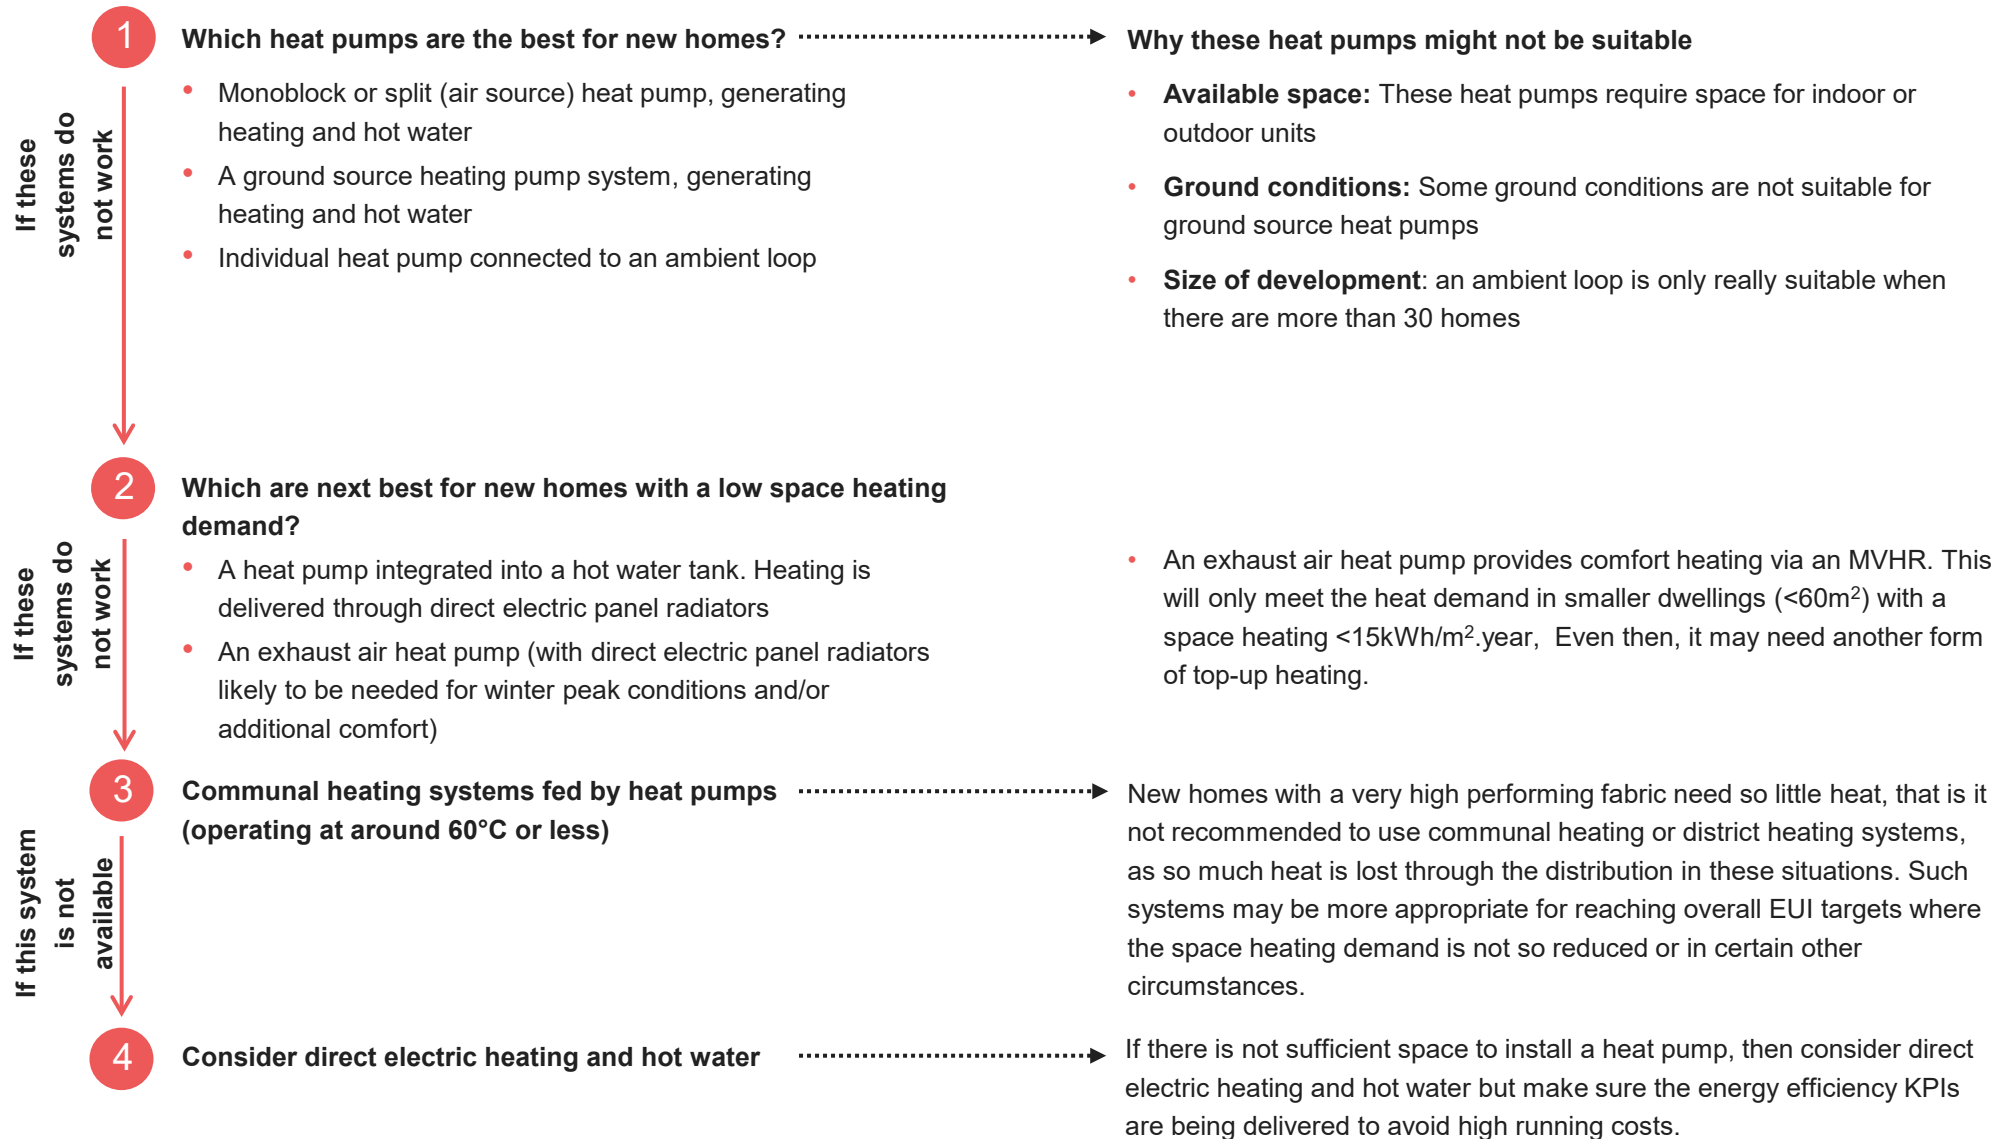 1
Which heat pumps are the best for new homes?
Why these heat pumps might not be suitable
If these
systems do
not work
• Monoblock or split (air source) heat pump, generating
heating and hot water
• A ground source heating pump system, generating
heating and hot water
• Individual heat pump connected to an ambient loop
• Available space: These heat pumps require space for indoor or
outdoor units
• Ground conditions: Some ground conditions are not suitable for
ground source heat pumps
• Size of development: an ambient loop is only really suitable when
there are more than 30 homes
2
Which are next best for new homes with a low space heating
demand?
If these
systems do
not work
• A heat pump integrated into a hot water tank. Heating is
delivered through direct electric panel radiators
• An exhaust air heat pump (with direct electric panel radiators
likely to be needed for winter peak conditions and/or
additional comfort)
• An exhaust air heat pump provides comfort heating via an MVHR. This
will only meet the heat demand in smaller dwellings (<60m²) with a
space heating <15kWh/m².year, Even then, it may need another form
of top-up heating.
3
Communal heating systems fed by heat pumps
(operating at around 60°C or less)
If this system
is not
available
New homes with a very high performing fabric need so little heat, that is it
not recommended to use communal heating or district heating systems,
as so much heat is lost through the distribution in these situations. Such
systems may be more appropriate for reaching overall EUI targets where
the space heating demand is not so reduced or in certain other
circumstances.
4
Consider direct electric heating and hot water
If there is not sufficient space to install a heat pump, then consider direct
electric heating and hot water but make sure the energy efficiency KPIs
are being delivered to avoid high running costs.